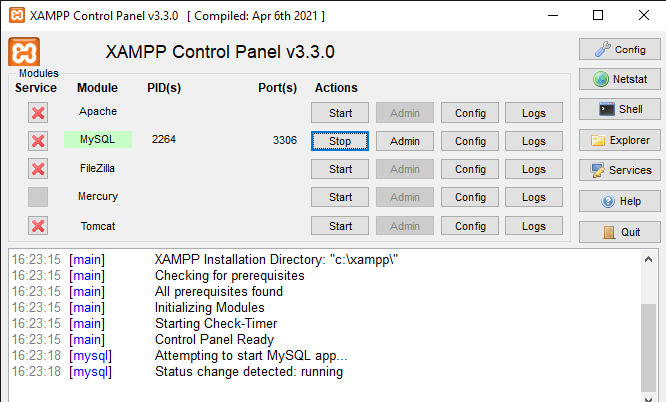 XAMPP Control Panel v3.3.0 [ Compiled: Apr 6th 2021 ]
XAMPP Control Panel v3.3.0
Config
Modules
Service Module PID(s) Port(s) Actions
Netstat
Apache Start Admin Config Logs
Shell
MySQL 2264 3306 Stop Admin Config Logs
Explorer
FileZilla Start Admin Config Logs
Services
Mercury Start Admin Config Logs
Help
Tomcat Start Admin Config Logs
Quit
16:23:15 [main] XAMPP Installation Directory: "c:\xampp\"
16:23:15 [main] Checking for prerequisites
16:23:15 [main] All prerequisites found
16:23:15 [main] Initializing Modules
16:23:15 [main] Starting Check-Timer
16:23:15 [main] Control Panel Ready
16:23:18 [mysql] Attempting to start MySQL app...
16:23:18 [mysql] Status change detected: running